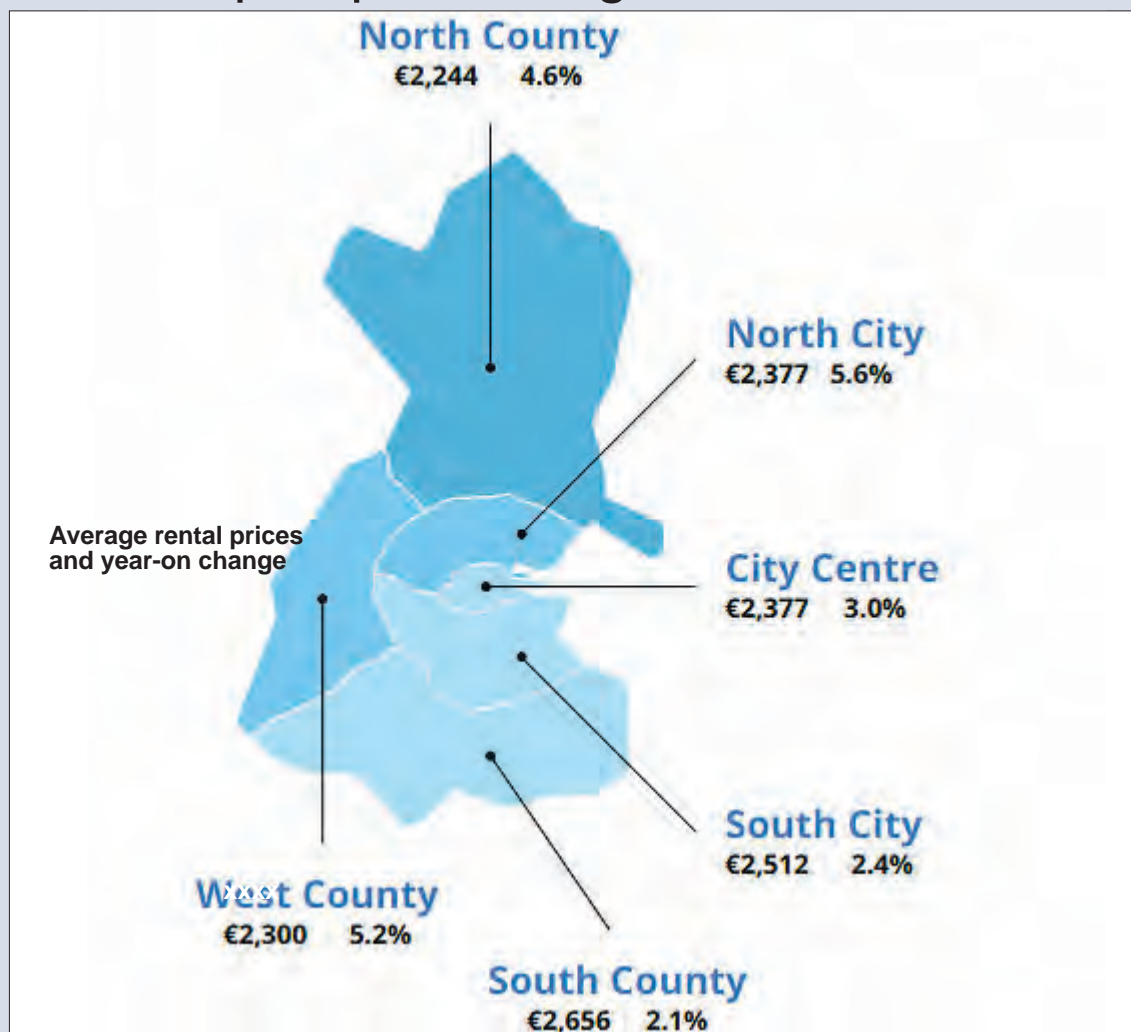 North County
€2,244 4.6%
North City
€2,377 5.6%
Average rental prices
and year-on change
City Centre
€2,377 3.0%
South City
€2,512 2.4%
West County
xxxx
€2,300 5.2%
South County
€2,656 2.1%